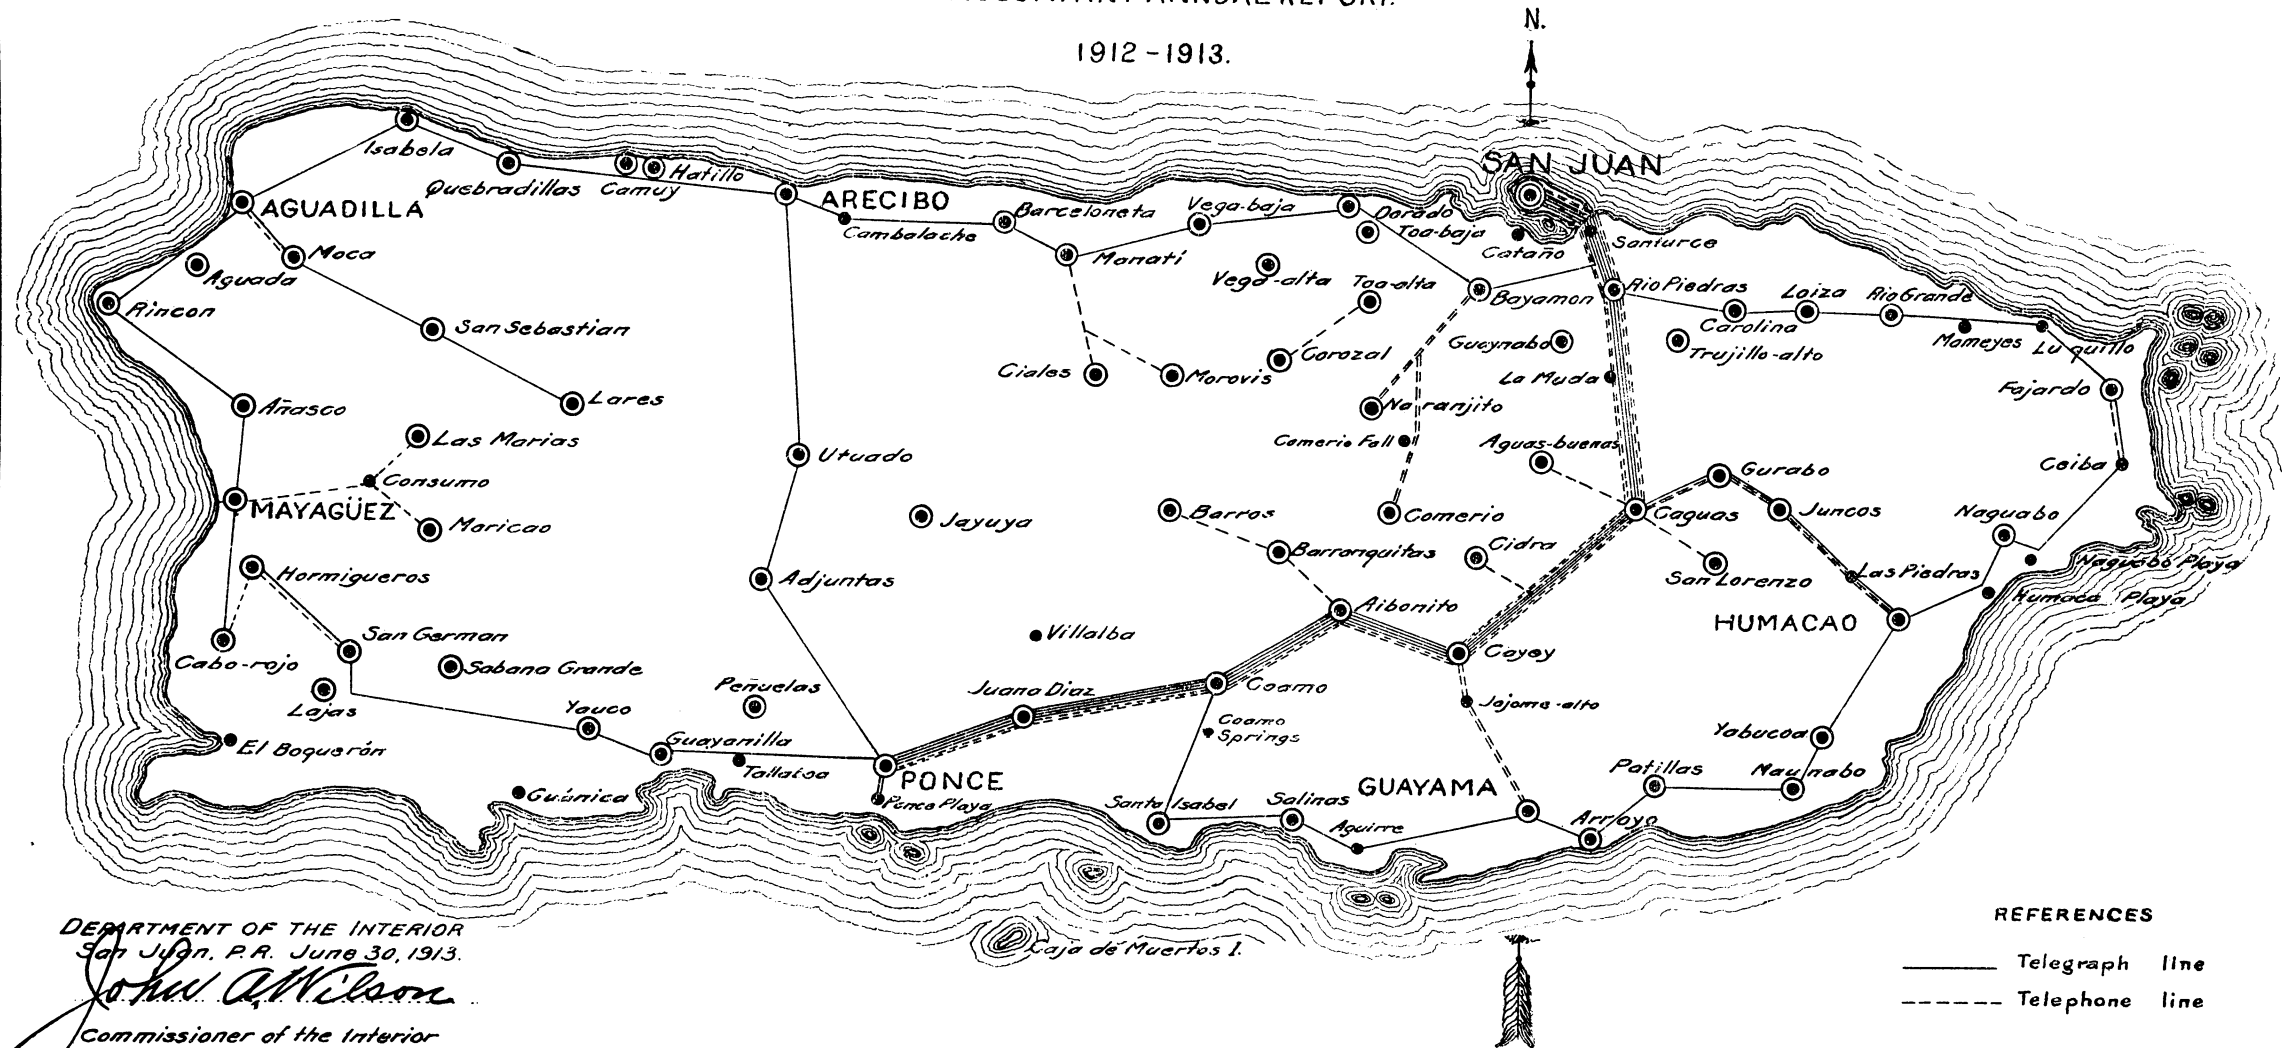 1912-1913.
N.
SAN JUAN
Isabela
Quebradillas
Camuy
Hatillo
AGUADILLA
ARECIBO
Cambalache
Barceloneta
Vega-baja
Dorado
Toa-baja
Cataño
Santurce
Moca
Aguada
Manatí
Vega-alta
Toa-alta
Bayamon
Rio Piedras
Loiza
Rio Grande
Rincon
San Sebastian
Carolina
Mameyes
Luquillo
Corozal
Guaynabo
Trujillo-alto
Ciales
Morovis
La Muda
Fajardo
Añasco
Lares
Naranjito
Las Marias
Comerio Fall
Aguas-buenas
Utuado
Gurabo
Ceiba
Consumo
MAYAGÜEZ
Maricao
Jayuya
Barros
Comerio
Caguas
Juncos
Naguabo
Barranquitas
Cidra
San Lorenzo
Las Piedras
Naguabo Playa
Hormigueros
Adjuntas
Aibonito
HUMACAO
Humaca Playa
San German
Villalba
Cayey
Cabo-rojo
Sabana Grande
Lajas
Peñuelas
Juana Diaz
Coamo
Jajome-alto
Yauco
Coamo
Springs
Yabucoa
El Boquerón
Guayanilla
Tallaboa
PONCE
Ponce Playa
GUAYAMA
Patillas
Maunabo
Guánica
Santa Isabel
Salinas
Aguirre
Arroyo
Caja de Muertos I.
DEPARTMENT OF THE INTERIOR
San Juan, P.R. June 30, 1913.
John A. Wilson
Commissioner of the Interior
REFERENCES
Telegraph line
Telephone line